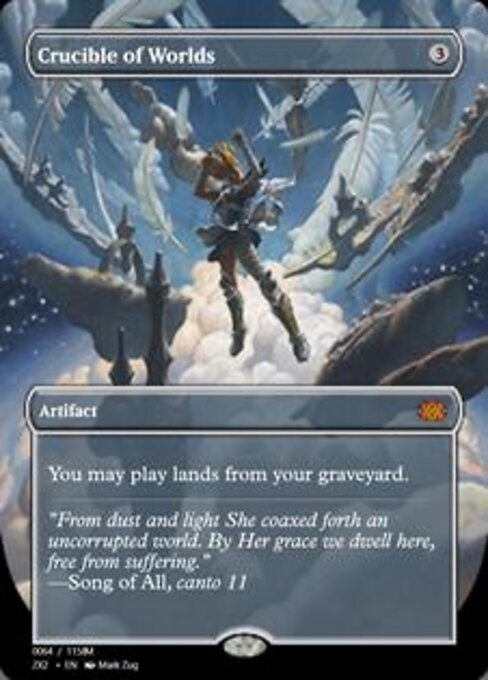 Crucible of Worlds 3
Artifact
You may play lands from your graveyard.
"From dust and light She coaxed forth an
uncorrupted world. By Her grace we dwell here,
free from suffering."
—Song of All, canto 11
0064 / 115 M
2X2 • EN Mark Zug